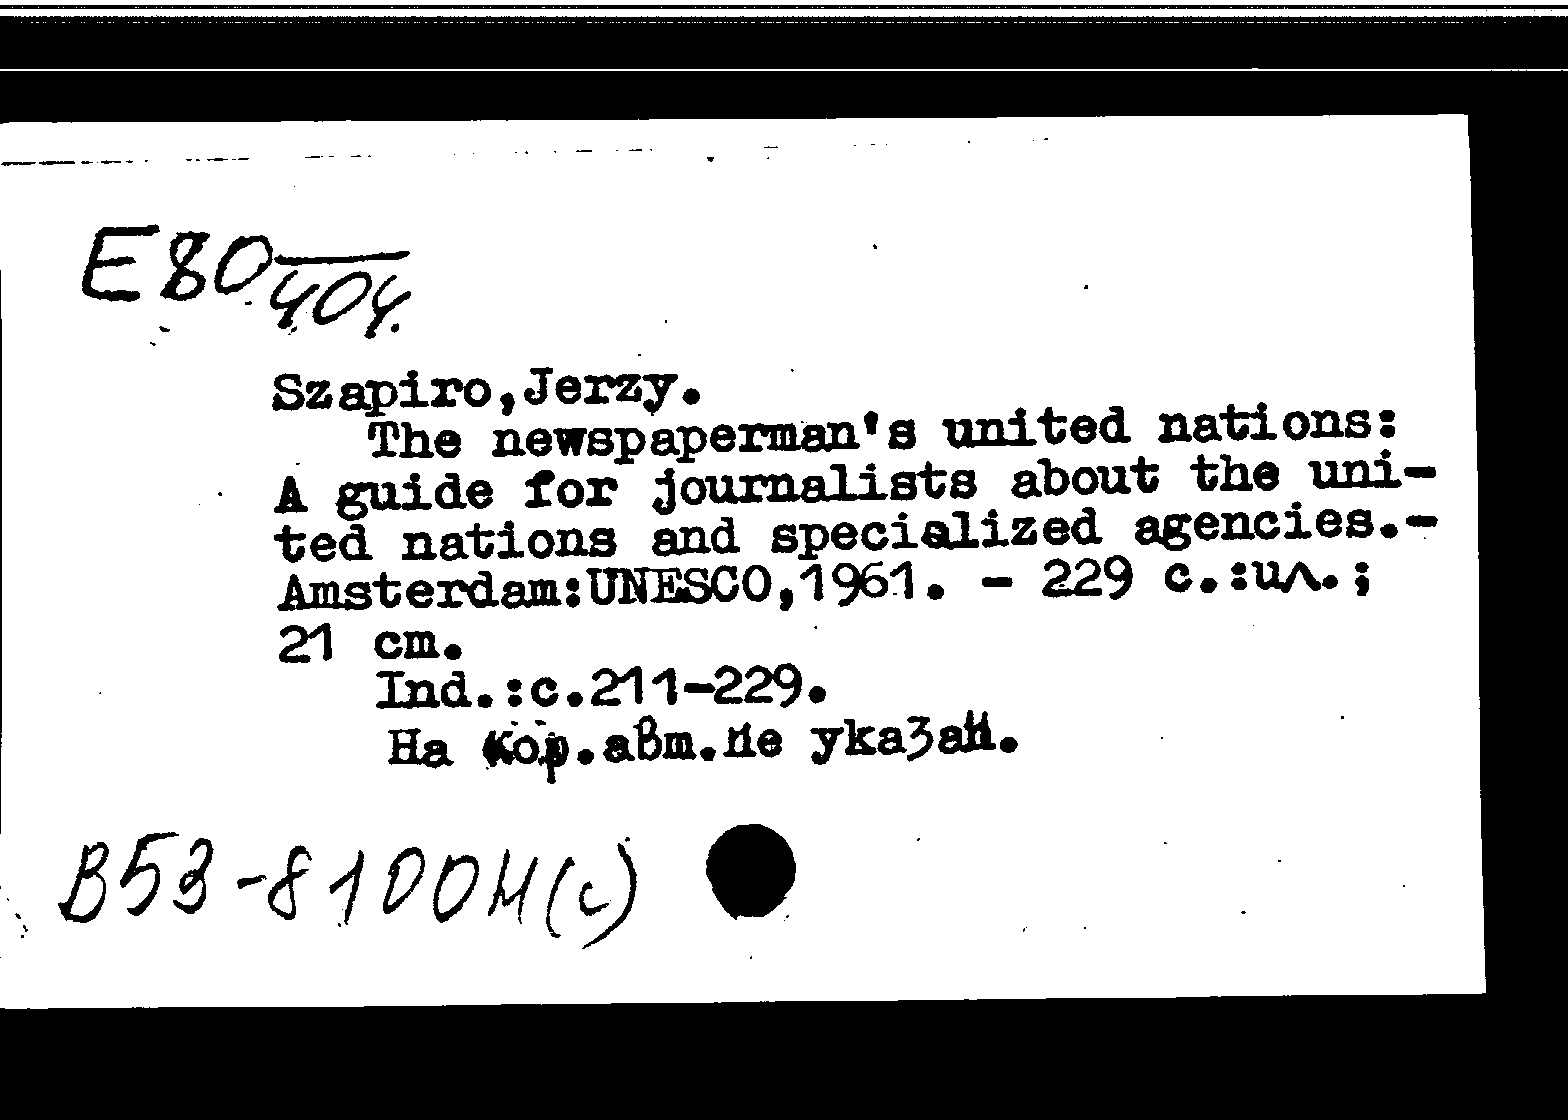 E80/404.
Szapiro,Jerzy.
The newspaperman's united nations:
A guide for journalists about the uni-
ted nations and specialized agencies.-
Amsterdam:UNESCO,1961. - 229 c.:ил.;
21 cm.
Ind.:c.211-229.
На кор.авт.не указан.
B53-8100И(с)